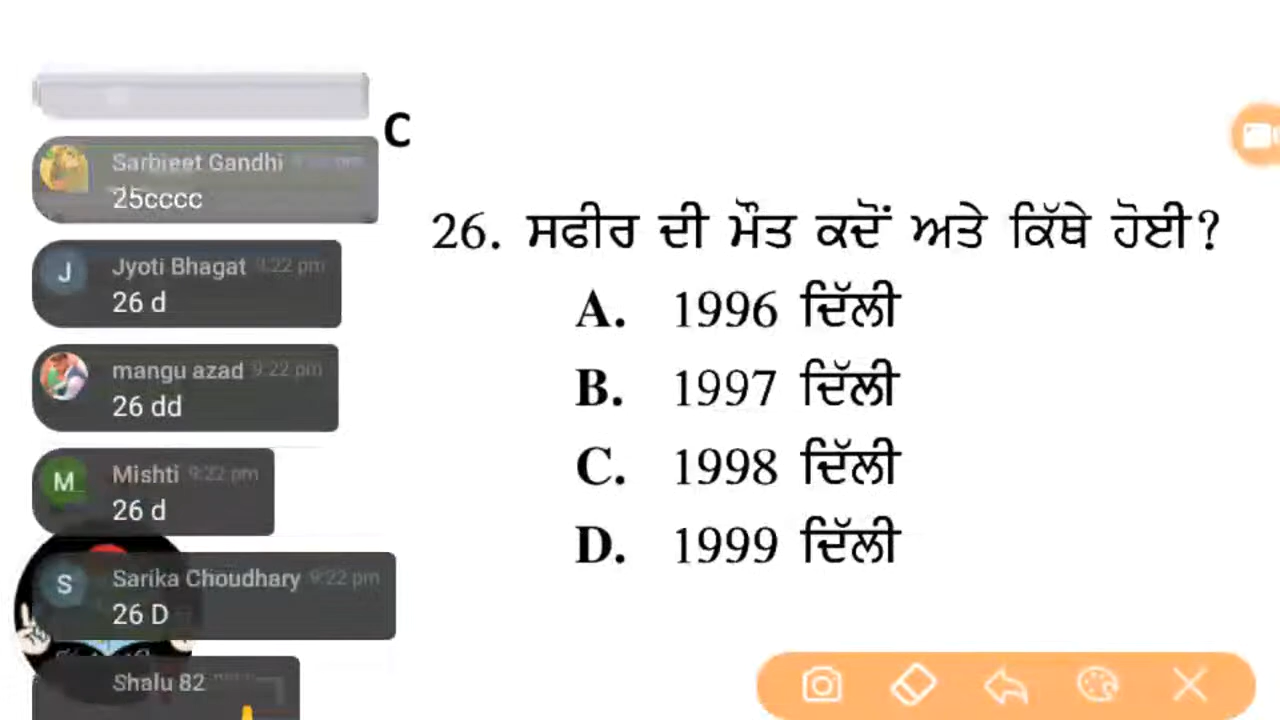 C
Sarbjeet Gandhi
25cccc
Jyoti Bhagat 9:22 pm
26 d
mangu azad 9:22 pm
26 dd
Mishti 9:22 pm
26 d
Sarika Choudhary 9:22 pm
26 D
Shalu 82
26. ਸਫੀਰ ਦੀ ਮੌਤ ਕਦੋਂ ਅਤੇ ਕਿੱਥੇ ਹੋਈ?
A. 1996 ਦਿੱਲੀ
B. 1997 ਦਿੱਲੀ
C. 1998 ਦਿੱਲੀ
D. 1999 ਦਿੱਲੀ